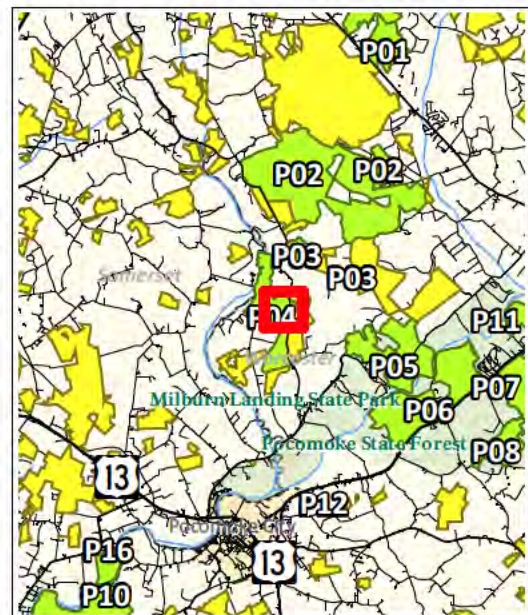 P01
P02
P02
P03
P03
Somerset
P04
P11
Worcester
P05
Milburn Landing State Park
P07
P06
Pocomoke State Forest
P08
13
P12
Pocomoke City
13
P16
P10